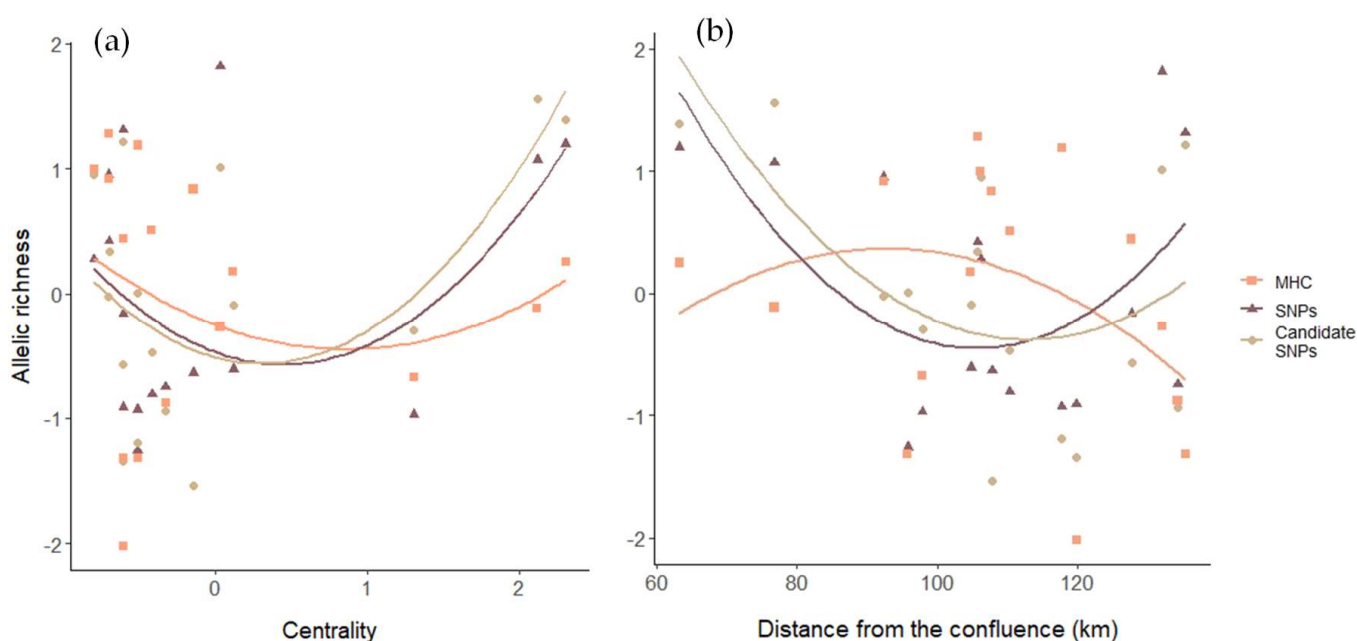 (a)
(b)
2
1
0
-1
-2
Allelic richness
0
1
2
Centrality
2
1
0
-1
-2
60
80
100
120
Distance from the confluence (km)
MHC
SNPs
Candidate
SNPs